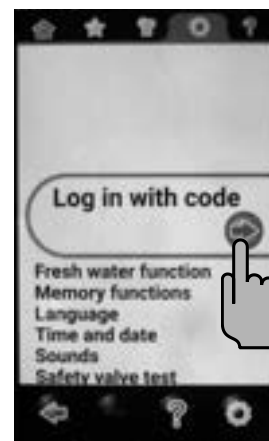 ?
Log in with code
Fresh water function
Memory functions
Language
Time and date
Sounds
Safety valve test
?